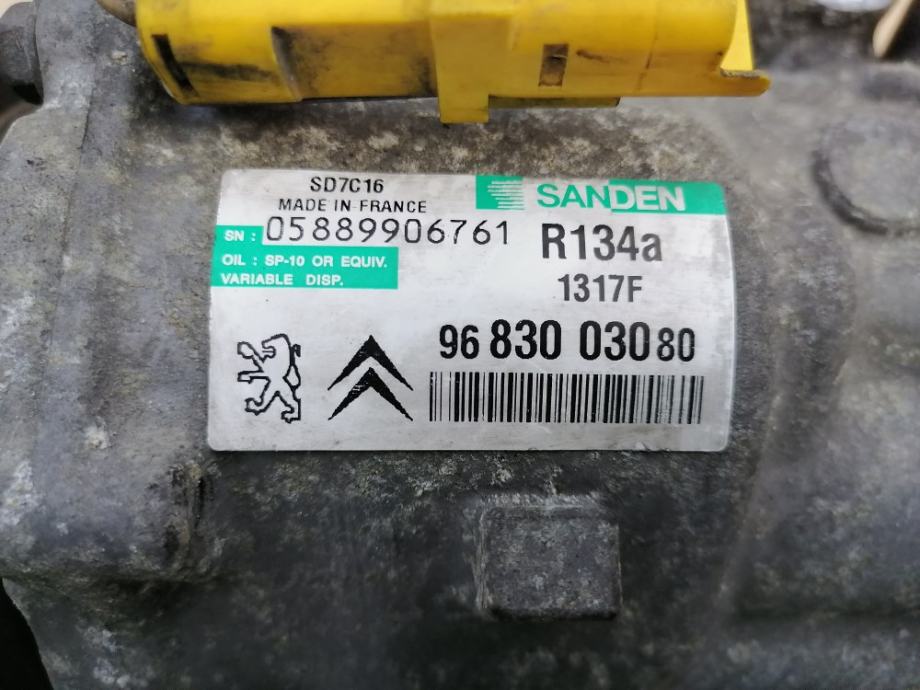 SD7C16
MADE IN FRANCE
SANDEN
SN : 05889906761
R134a
OIL : SP-10 OR EQUIV.
VARIABLE DISP.
1317F
96 830 030 80